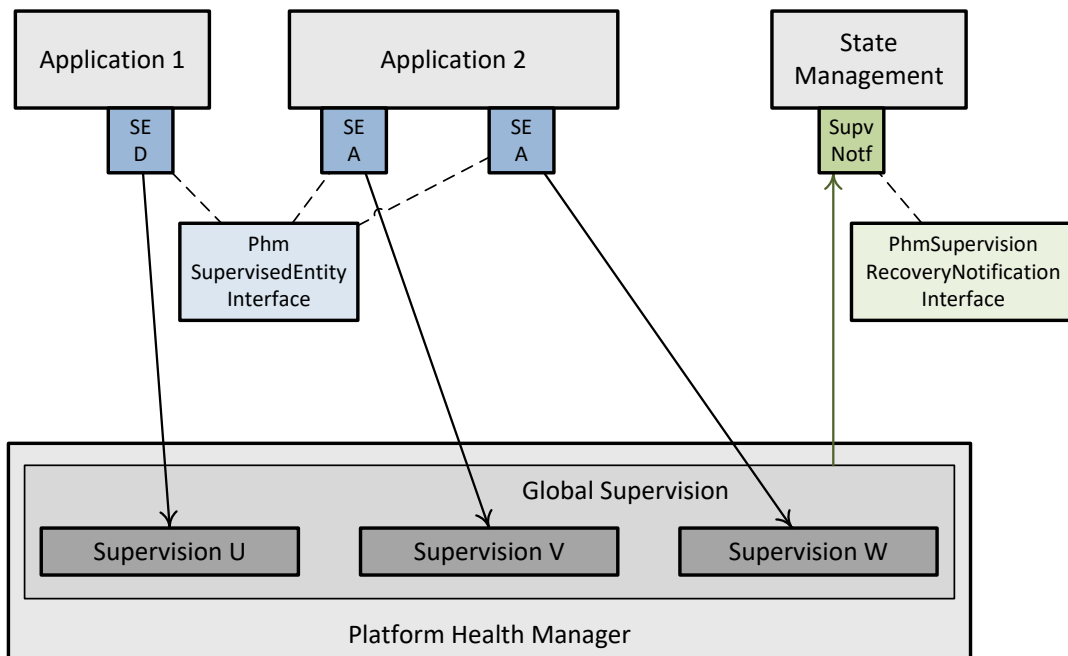 Application 1
Application 2
State
Management
SE
D
SE
A
SE
A
Supv
Notf
Phm
SupervisedEntity
Interface
PhmSupervision
RecoveryNotification
Interface
Global Supervision
Supervision U
Supervision V
Supervision W
Platform Health Manager